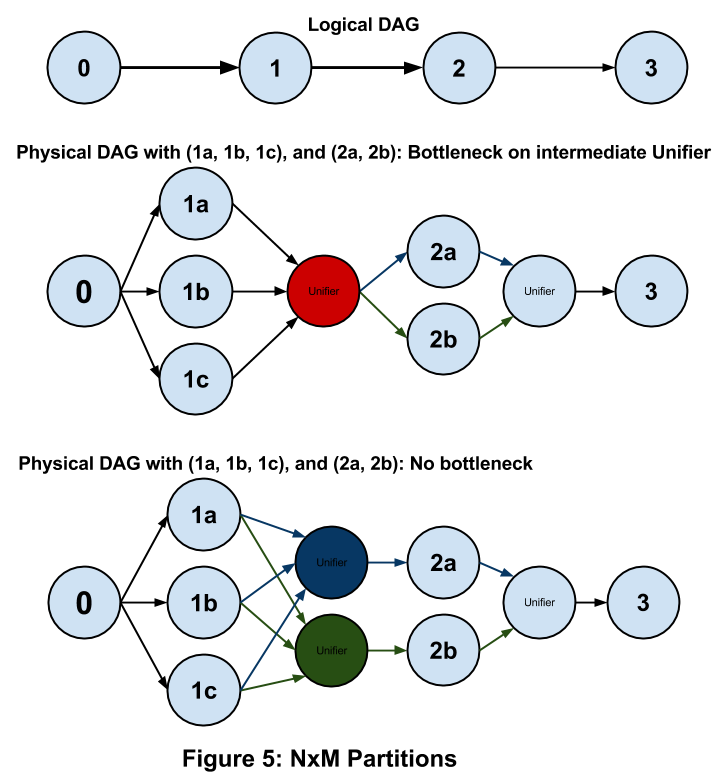 Logical DAG
0 1 2 3
Physical DAG with (1a, 1b, 1c), and (2a, 2b): Bottleneck on intermediate Unifier
1a
2a
0 1b Unifier Unifier 3
2b
1c
Physical DAG with (1a, 1b, 1c), and (2a, 2b): No bottleneck
1a
Unifier 2a
0 1b Unifier 3
Unifier 2b
1c
Figure 5: NxM Partitions